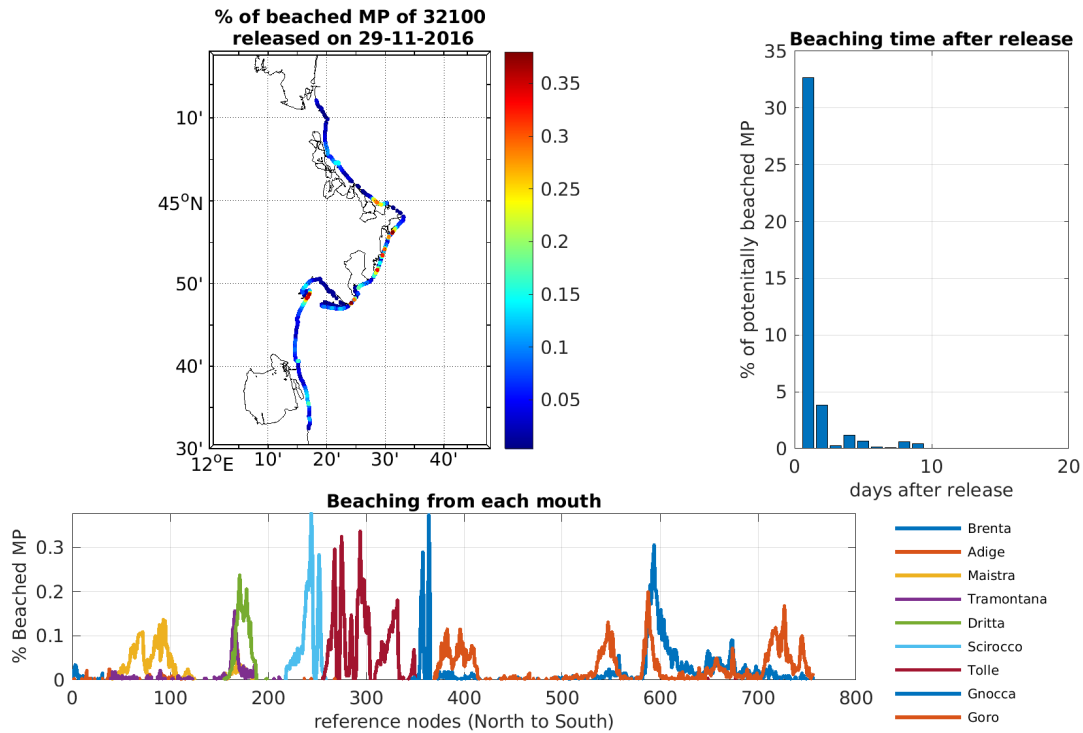 % of beached MP of 32100
released on 29-11-2016
10'
45°N
50'
40'
30'
12°E
10'
20'
30'
40'
0.35
0.3
0.25
0.2
0.15
0.1
0.05
Beaching time after release
% of potenitally beached MP
35
30
25
20
15
10
5
0
0
10
20
days after release
Beaching from each mouth
% Beached MP
0.3
0.2
0.1
0
0
100
200
300
400
500
600
700
800
reference nodes (North to South)
Brenta
Adige
Maistra
Tramontana
Dritta
Scirocco
Tolle
Gnocca
Goro